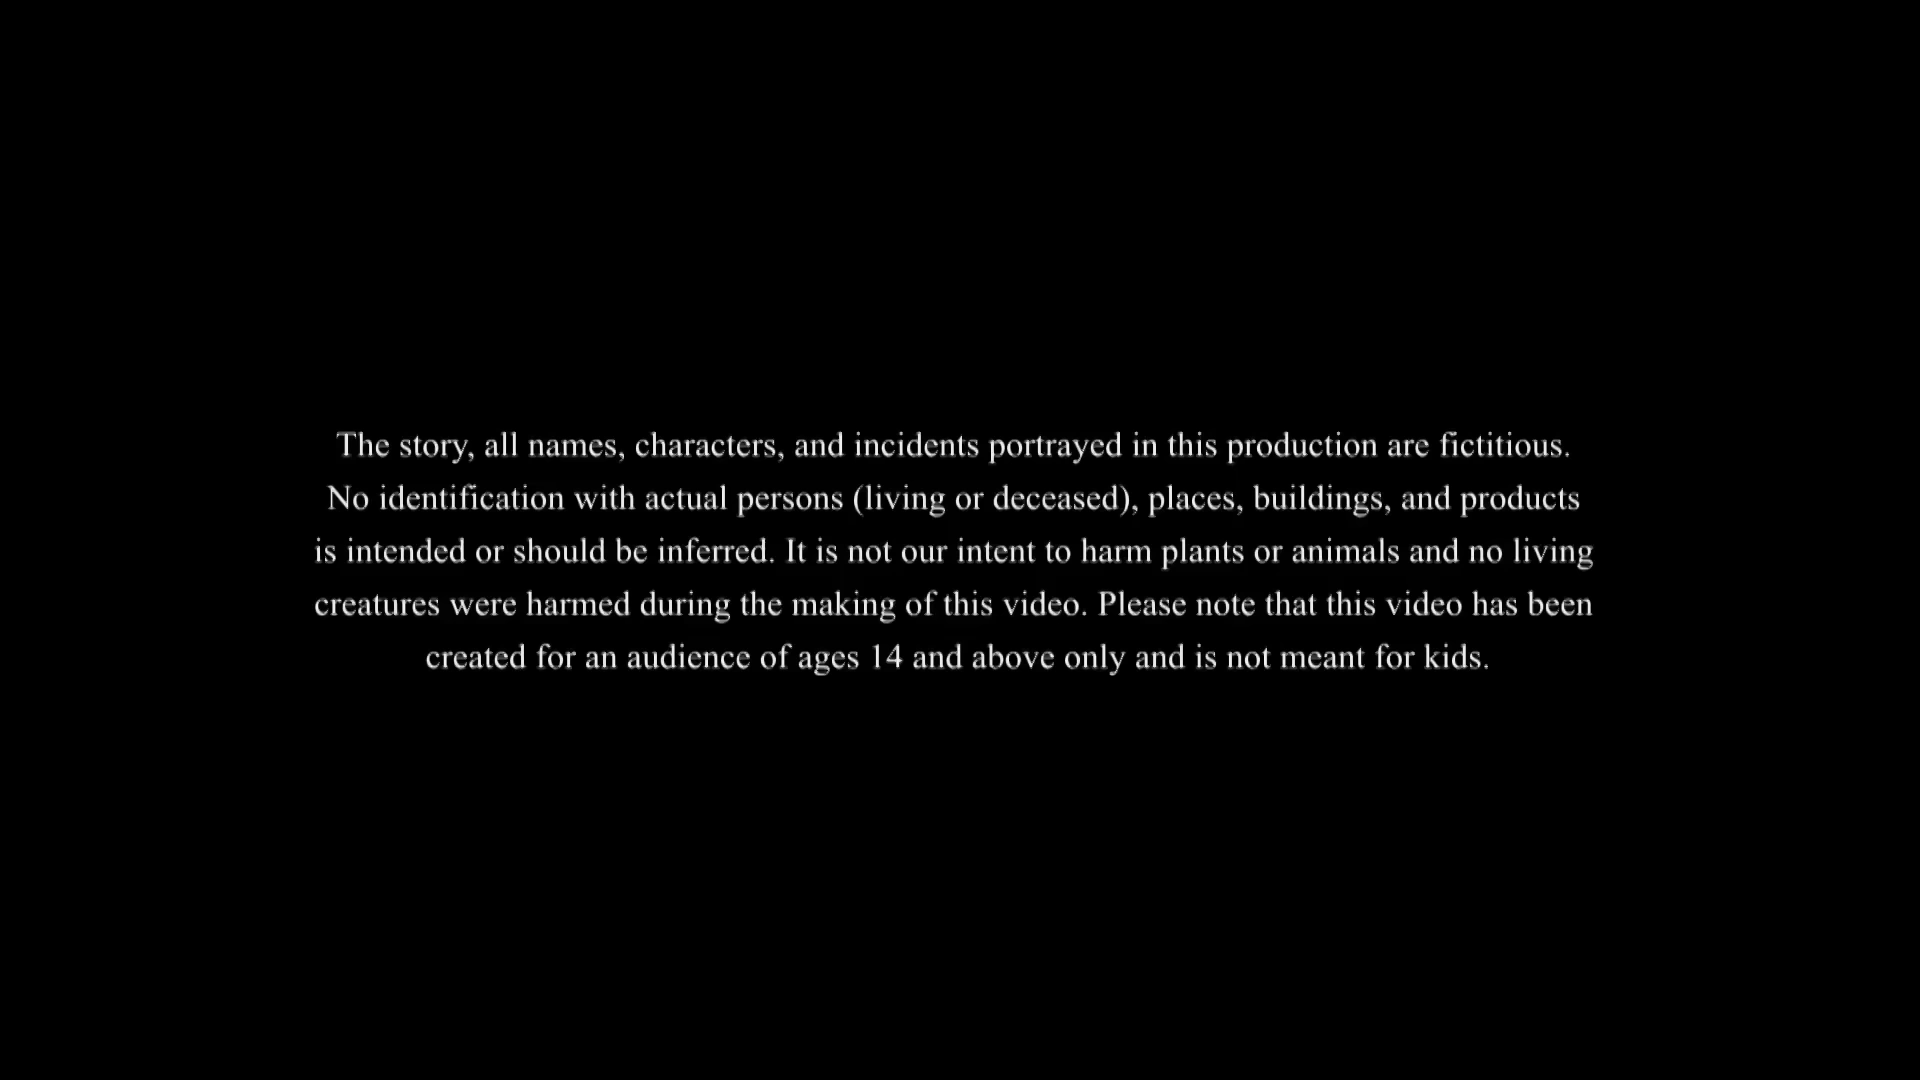 The story, all names, characters, and incidents portrayed in this production are fictitious.
No identification with actual persons (living or deceased), places, buildings, and products
is intended or should be inferred. It is not our intent to harm plants or animals and no living
creatures were harmed during the making of this video. Please note that this video has been
created for an audience of ages 14 and above only and is not meant for kids.